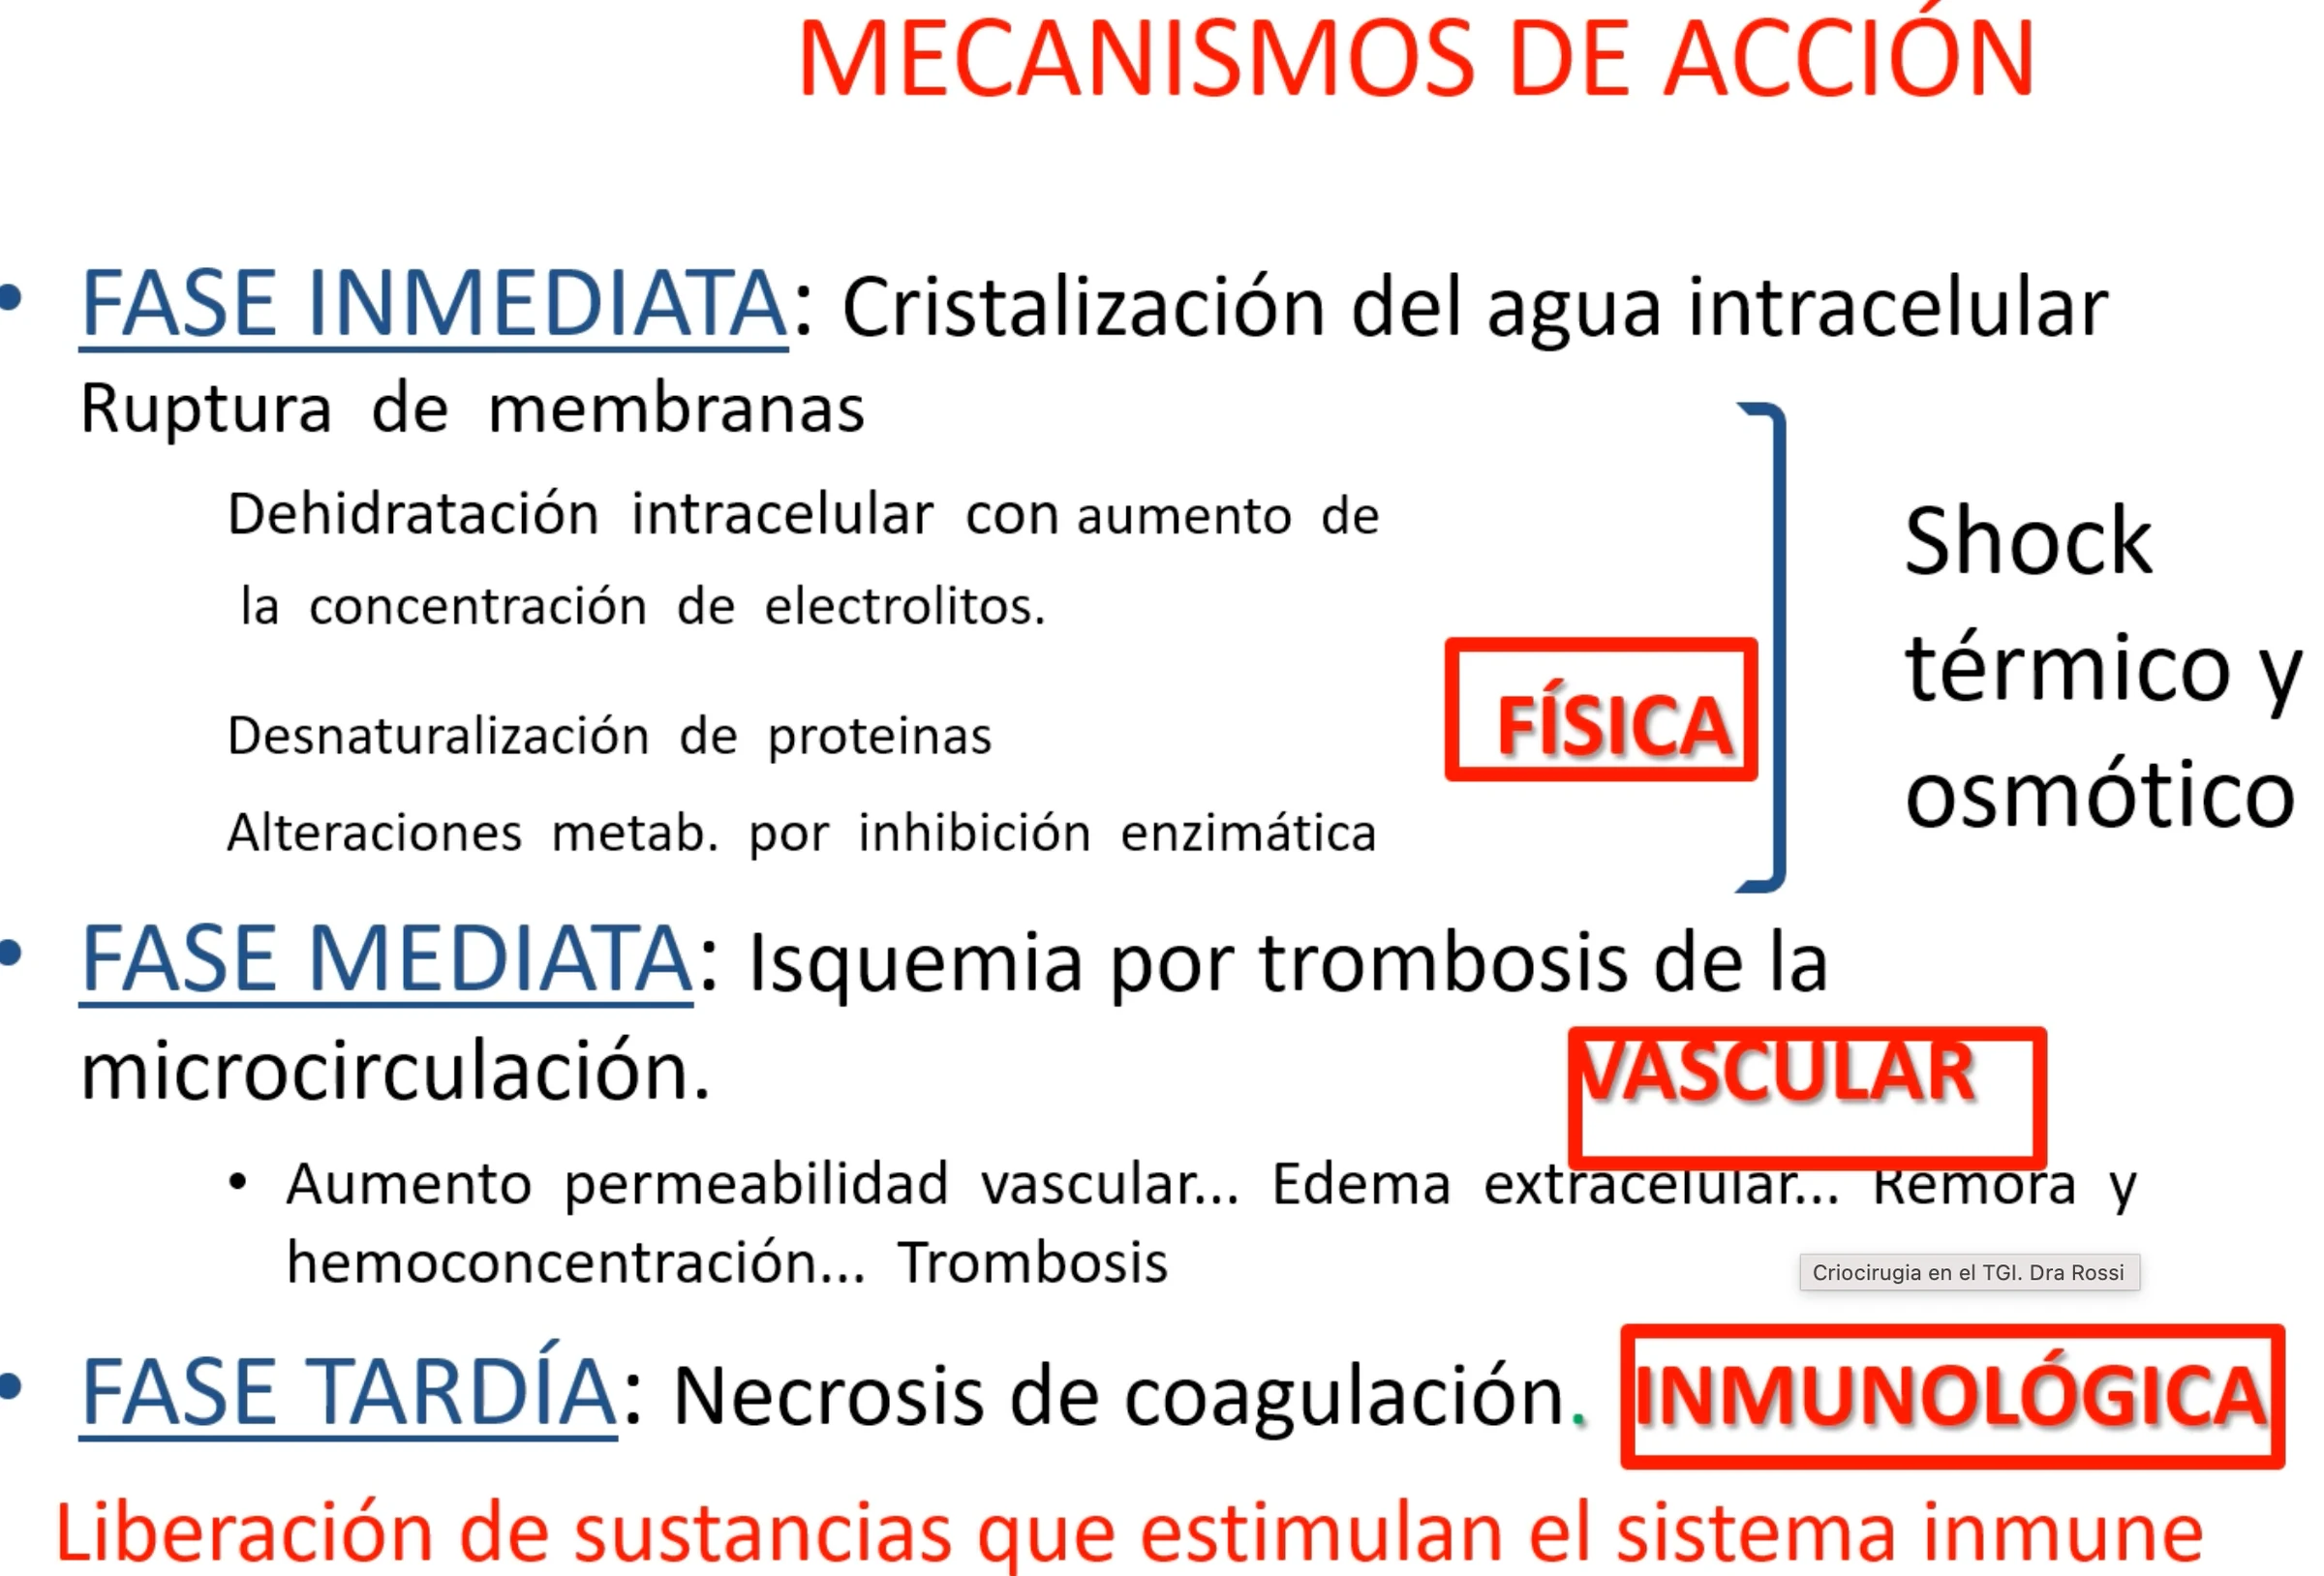 MECANISMOS DE ACCIÓN
• FASE INMEDIATA: Cristalización del agua intracelular
Ruptura de membranas
Dehidratación intracelular con aumento de
la concentración de electrolitos.
Desnaturalización de proteinas
Alteraciones metab. por inhibición enzimática
FÍSICA
Shock
térmico y
osmótico
• FASE MEDIATA: Isquemia por trombosis de la
microcirculación.
VASCULAR
• Aumento permeabilidad vascular... Edema extracelular... Remora y
hemoconcentración... Trombosis
Criocirugia en el TGI. Dra Rossi
• FASE TARDÍA: Necrosis de coagulación. INMUNOLÓGICA
Liberación de sustancias que estimulan el sistema inmune